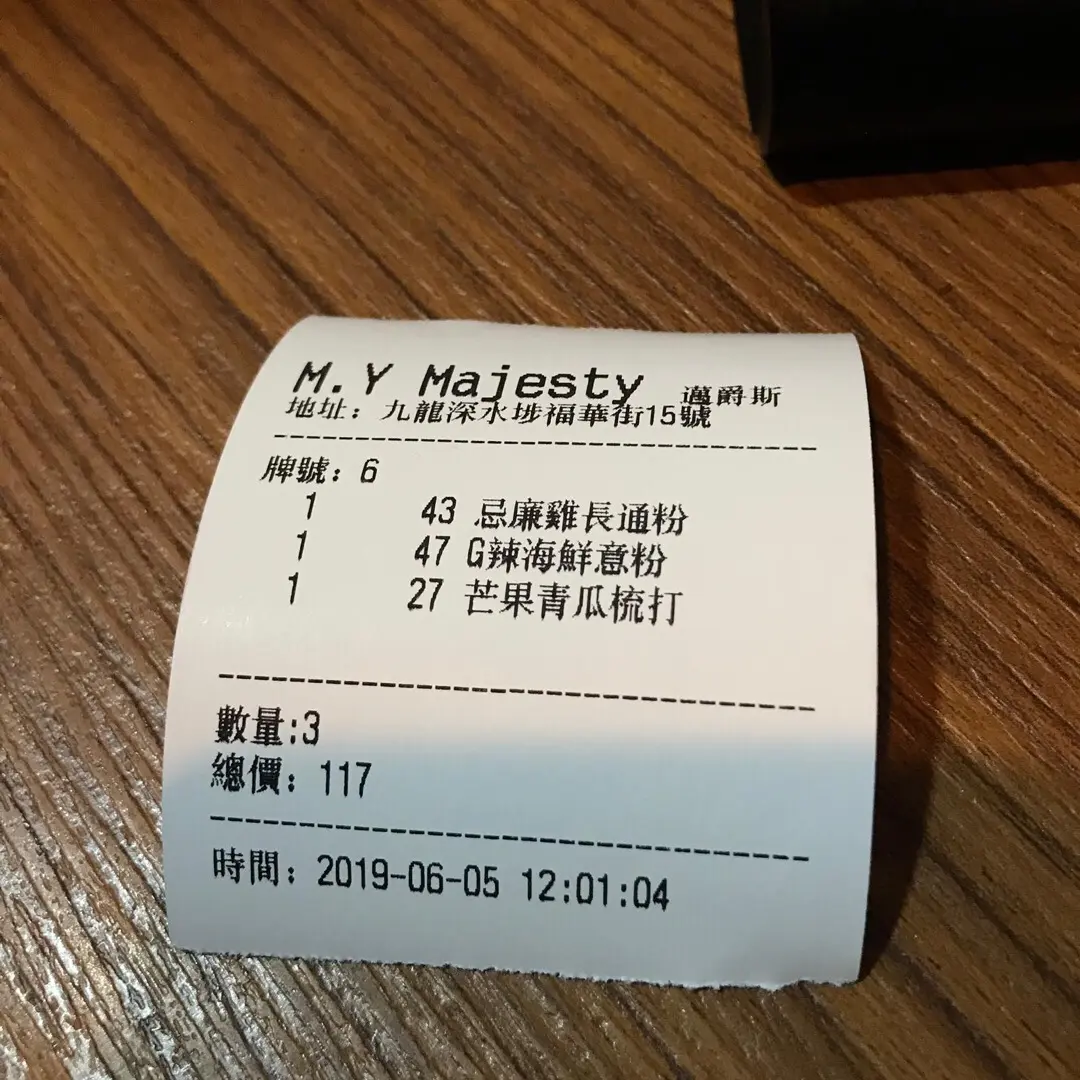 M.Y Majesty 邁爵斯
地址: 九龍深水埗福華街15號
牌號: 6
1 43 忌廉雞長通粉
1 47 G辣海鮮意粉
1 27 芒果青瓜梳打
數量:3
總價: 117
時間: 2019-06-05 12:01:04